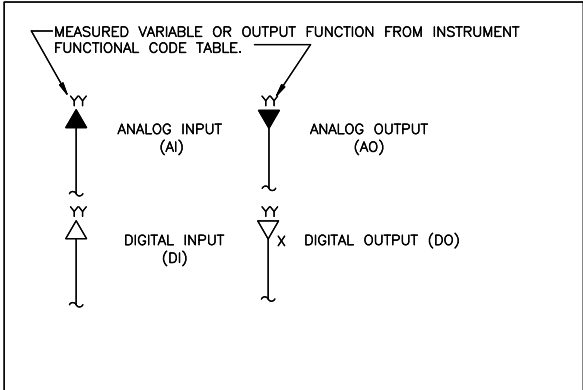 MEASURED VARIABLE OR OUTPUT FUNCTION FROM INSTRUMENT
FUNCTIONAL CODE TABLE.
YY YY
ANALOG INPUT
(AI)
ANALOG OUTPUT
(AO)
YY YY
DIGITAL INPUT
(DI)
X DIGITAL OUTPUT (DO)